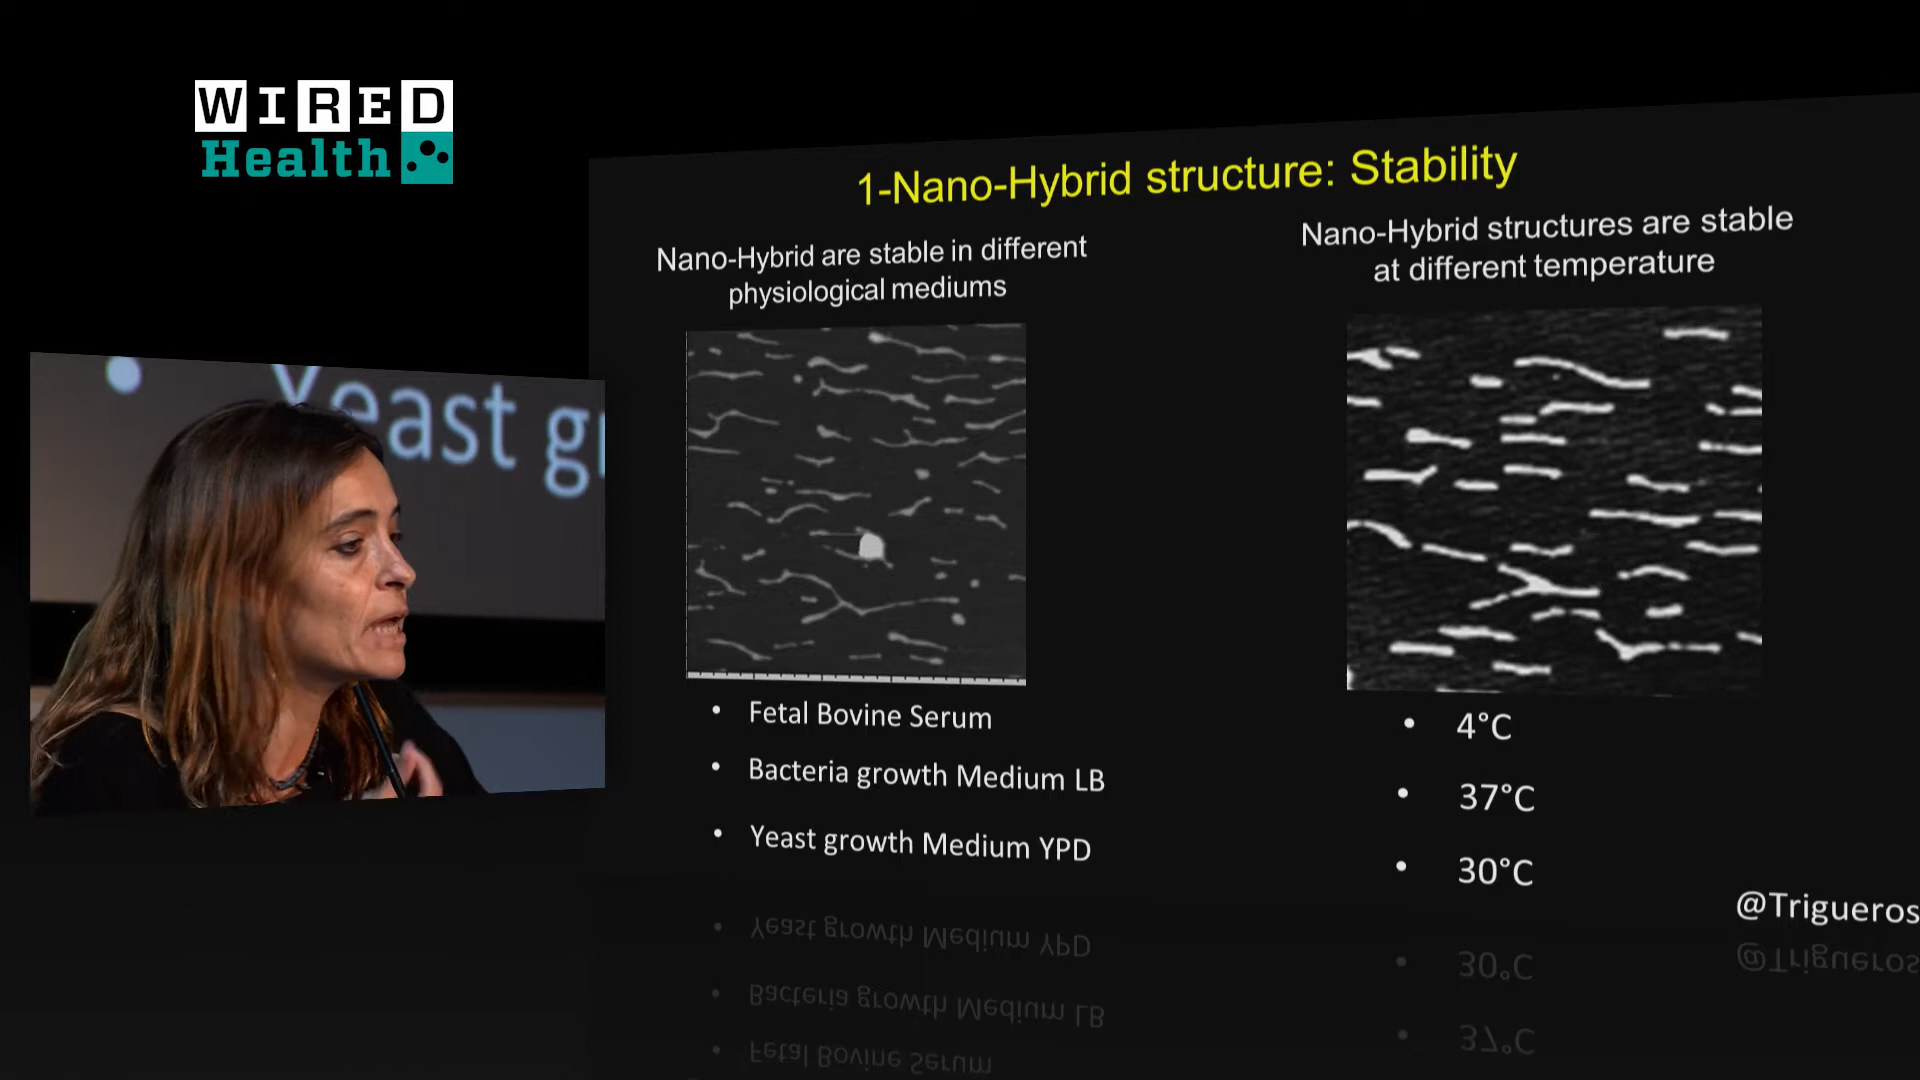 WIRED
Health
1-Nano-Hybrid structure: Stability
Nano-Hybrid are stable in different
physiological mediums
Nano-Hybrid structures are stable
at different temperature
• Yeast gr
• Fetal Bovine Serum
• Bacteria growth Medium LB
• Yeast growth Medium YPD
• 4°C
• 37°C
• 30°C
@Trigueros